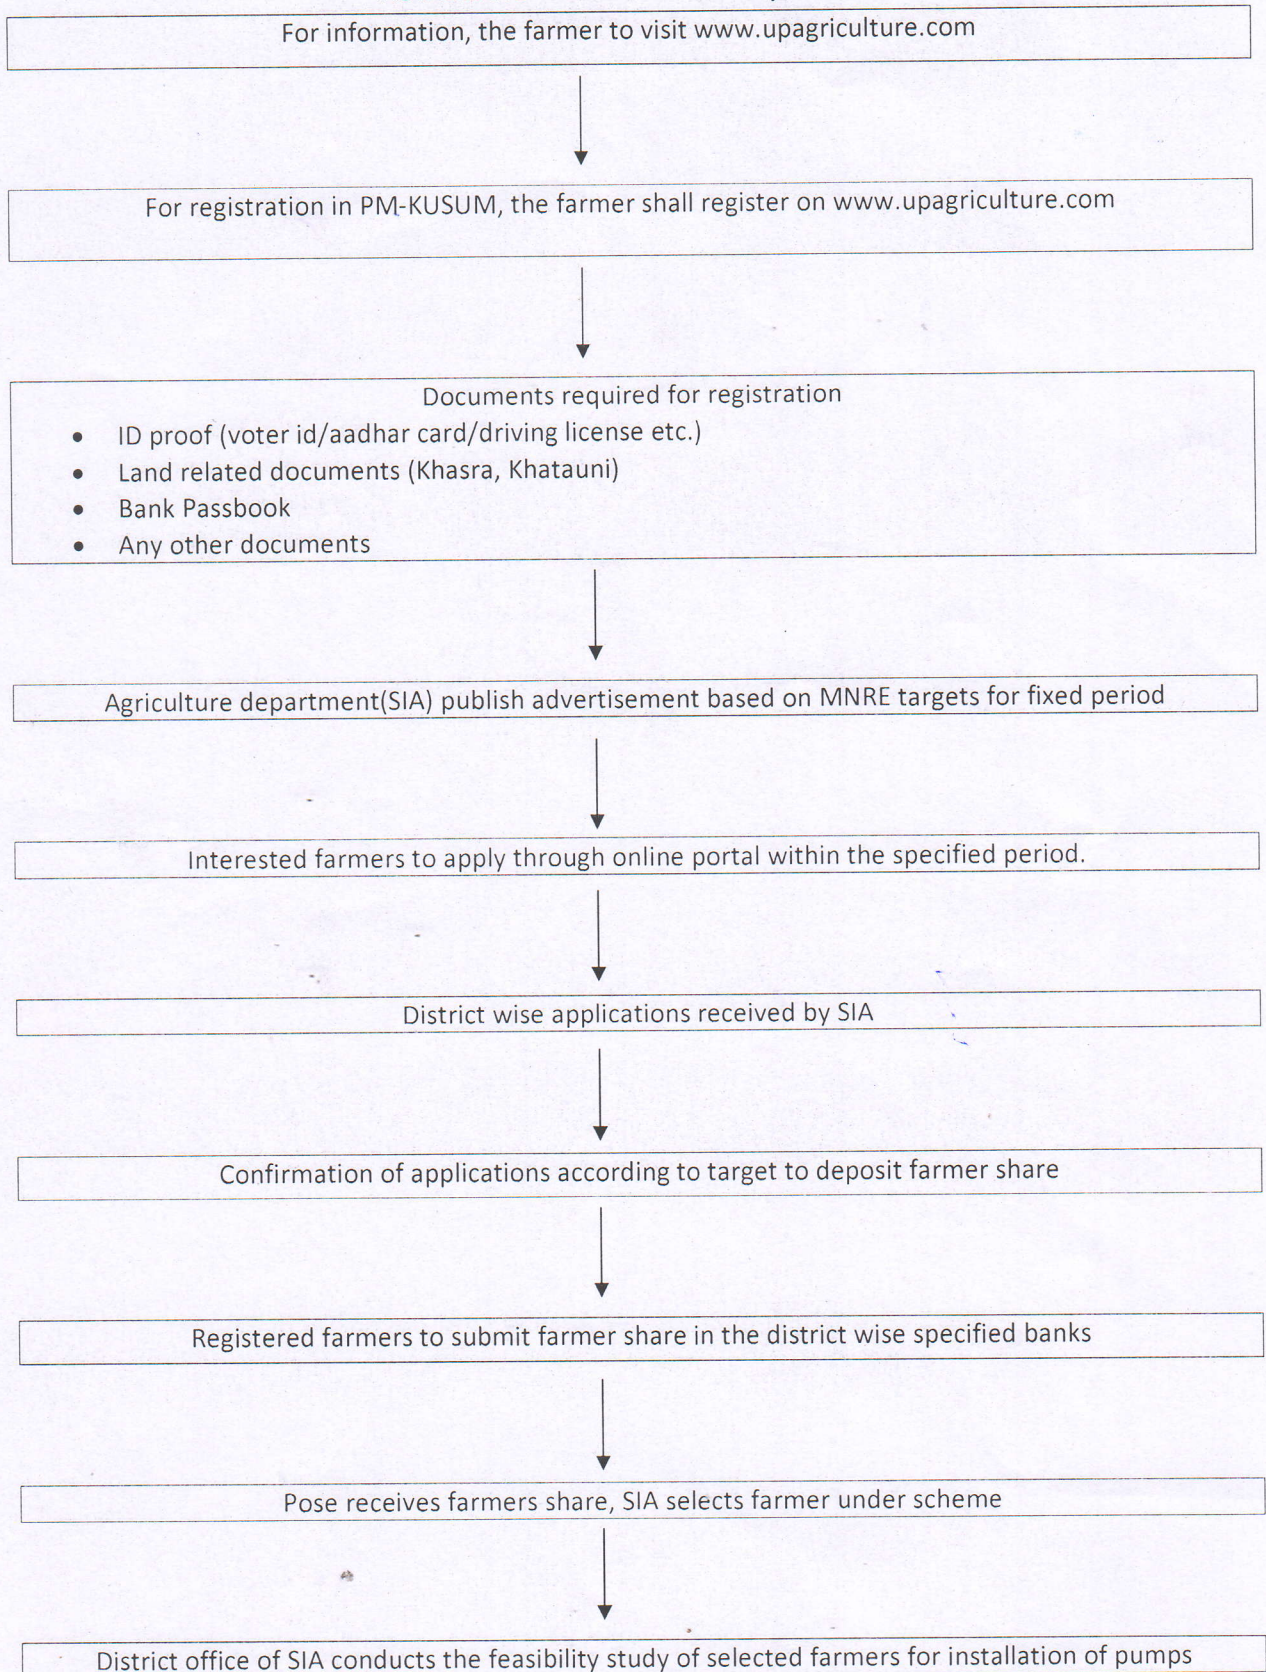 For information, the farmer to visit www.upagriculture.com
For registration in PM-KUSUM, the farmer shall register on www.upagriculture.com
Documents required for registration
• ID proof (voter id/aadhar card/driving license etc.)
• Land related documents (Khasra, Khatauni)
• Bank Passbook
• Any other documents
Agriculture department(SIA) publish advertisement based on MNRE targets for fixed period
Interested farmers to apply through online portal within the specified period.
District wise applications received by SIA
Confirmation of applications according to target to deposit farmer share
Registered farmers to submit farmer share in the district wise specified banks
Pose receives farmers share, SIA selects farmer under scheme
District office of SIA conducts the feasibility study of selected farmers for installation of pumps